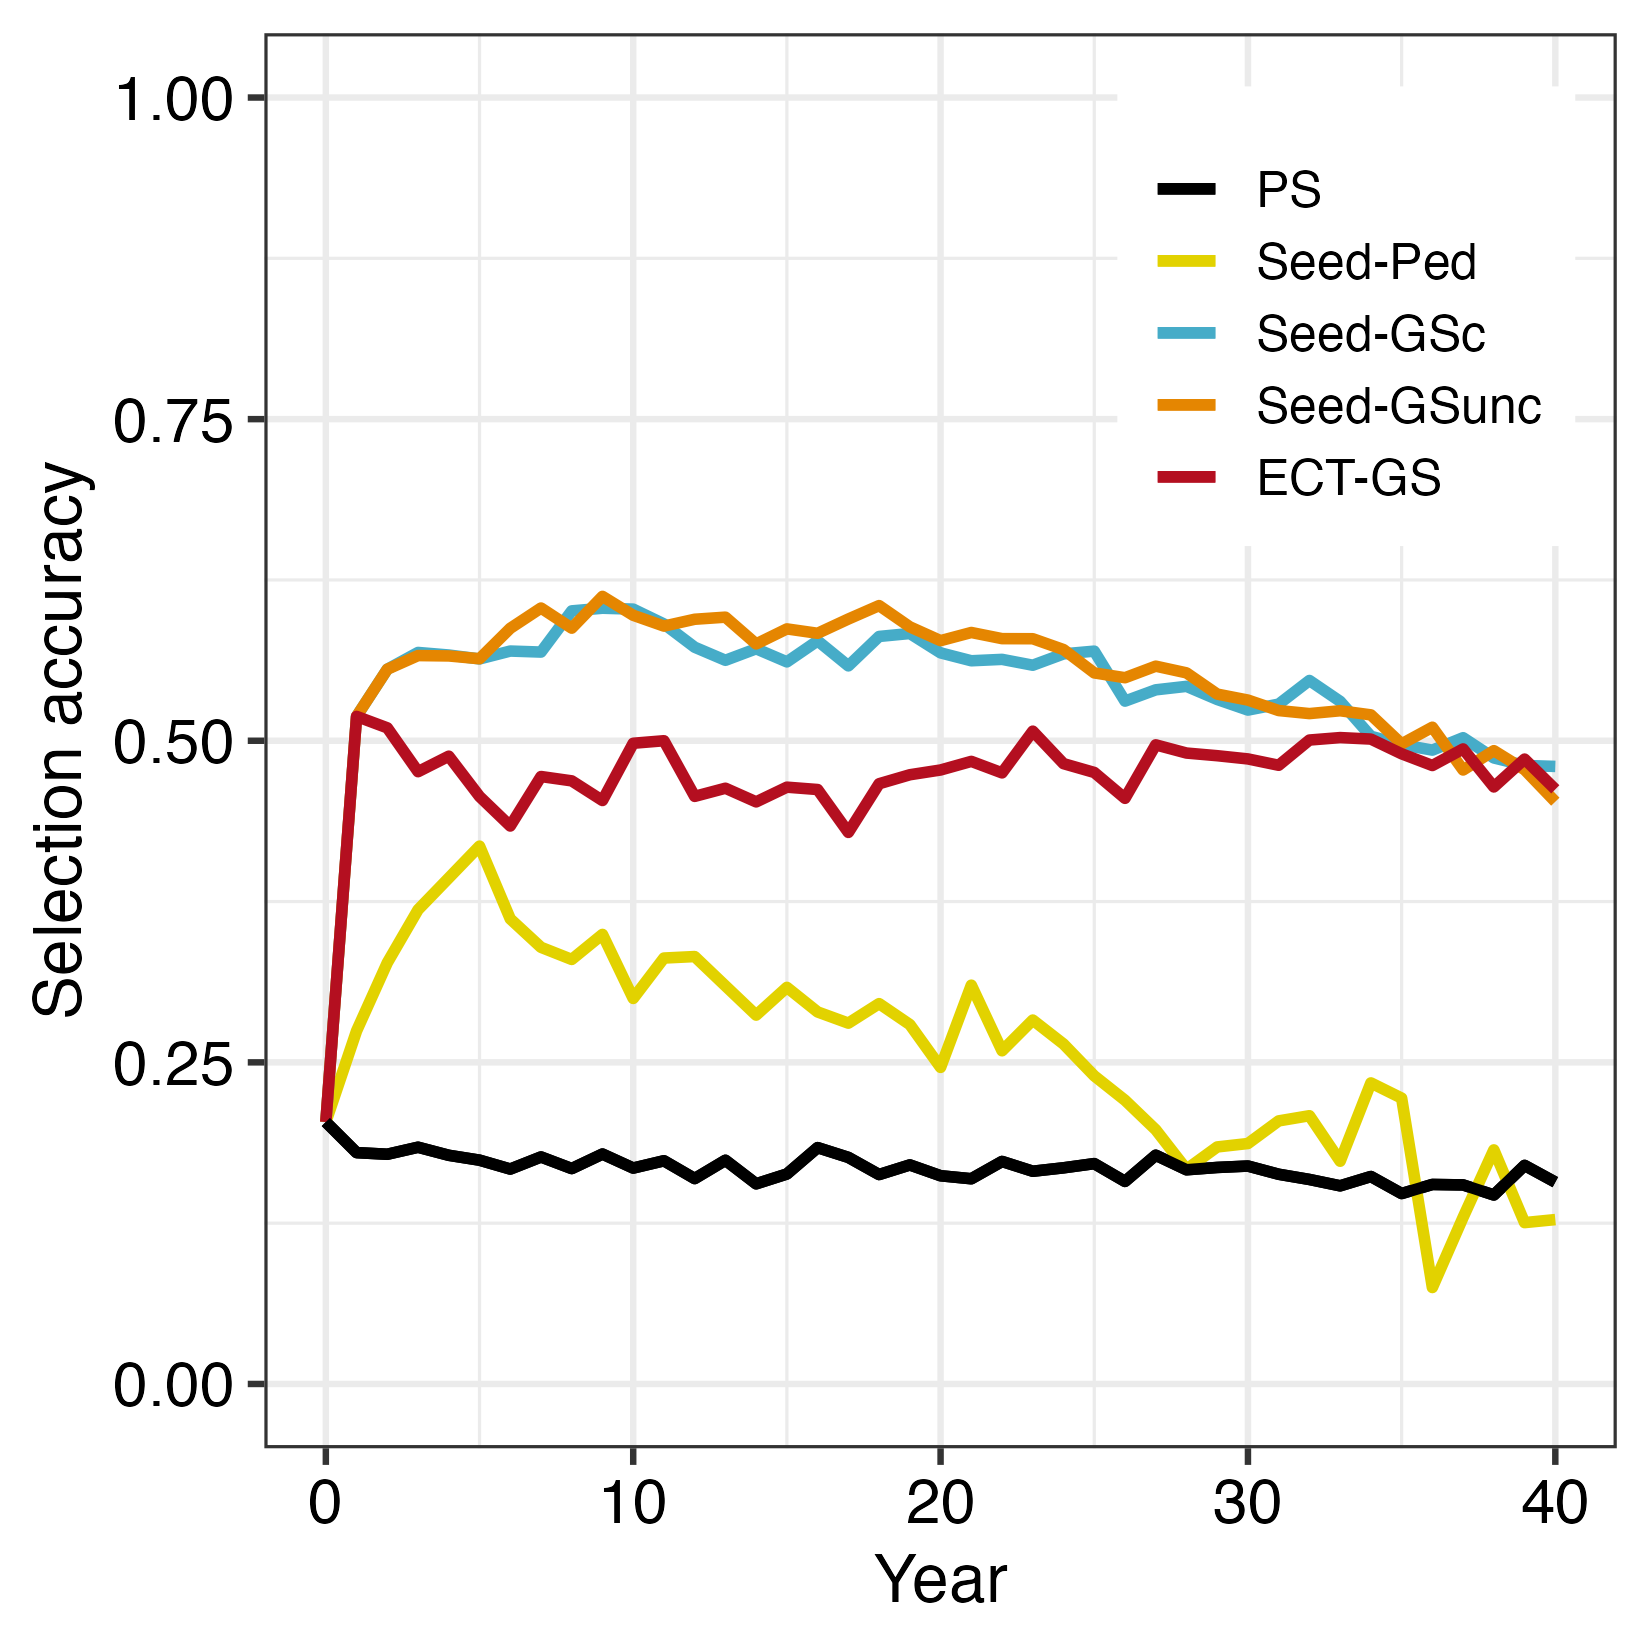 1.00
0.75
0.50
0.25
0.00
Selection accuracy
PS
Seed-Ped
Seed-GSc
Seed-GSunc
ECT-GS
0 10 20 30 40
Year